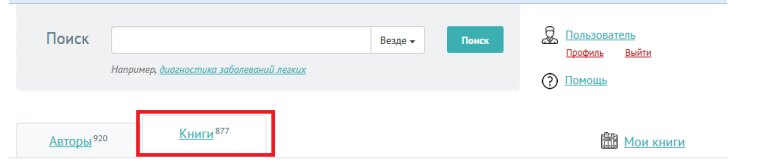 Поиск
Везде
Поиск
Например, диагностика заболеваний легких
Пользователь
Профиль Выйти
Помощь
Авторы 920
Книги 877
Мои книги